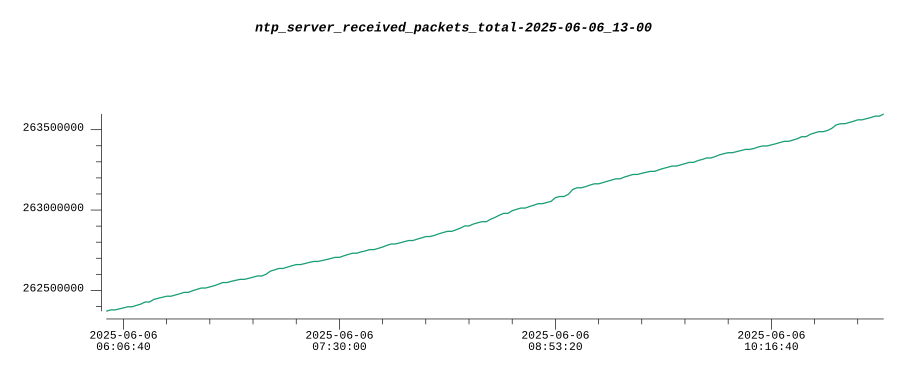 ntp_server_received_packets_total-2025-06-06_13-00
263500000
263000000
262500000
2025-06-06 2025-06-06 2025-06-06 2025-06-06
06:06:40 07:30:00 08:53:20 10:16:40